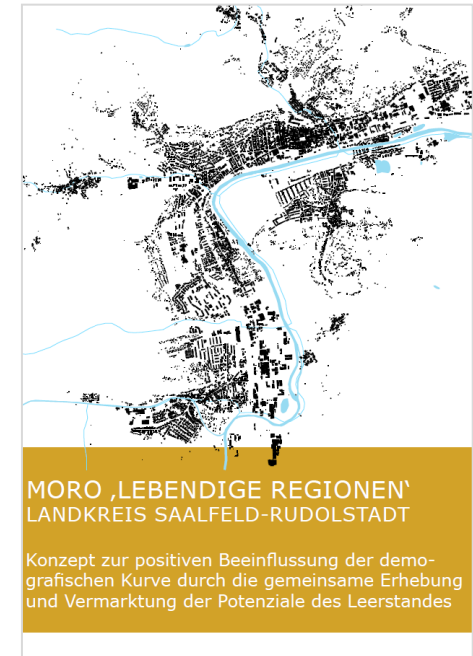 MORO ‚LEBENDIGE REGIONEN‘
LANDKREIS SAALFELD-RUDOLSTADT
Konzept zur positiven Beeinflussung der demo-
grafischen Kurve durch die gemeinsame Erhebung
und Vermarktung der Potenziale des Leerstandes